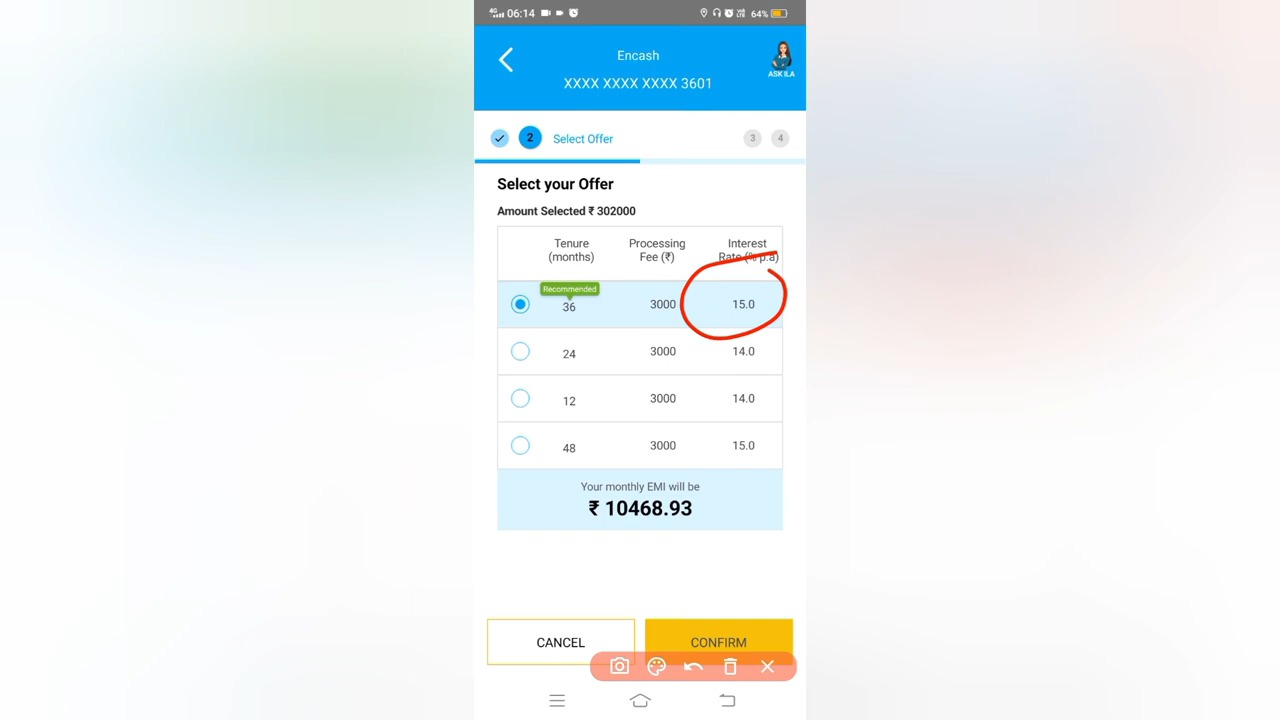 4G 06:14 64%
Encash
XXXX XXXX XXXX 3601
ASK ILA
2 Select Offer 3 4
Select your Offer
Amount Selected ₹ 302000
Tenure (months) Processing Fee (₹) Interest Rate (% p.a)
Recommended
36 3000 15.0
24 3000 14.0
12 3000 14.0
48 3000 15.0
Your monthly EMI will be
₹ 10468.93
CANCEL CONFIRM